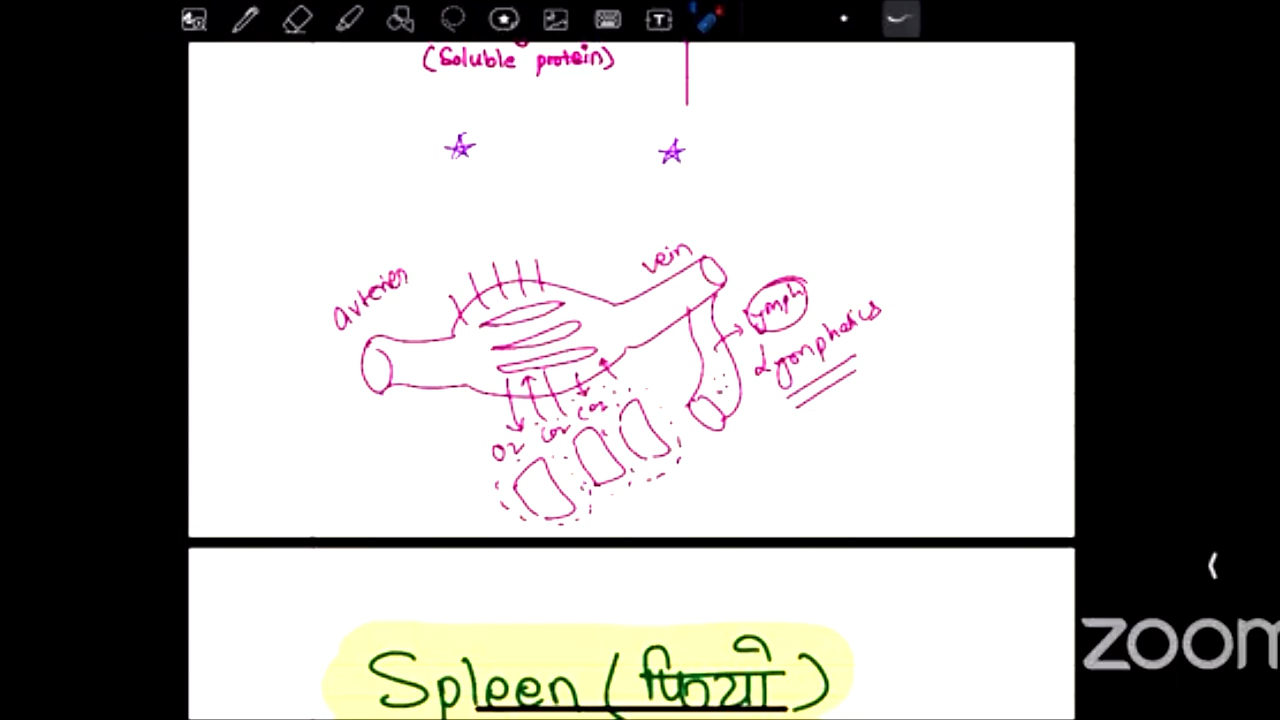 (Soluble protein)
arteries
vein
Lymph
Lymphatics
O2
CO2
CO2
Spleen (फियो)
zoom